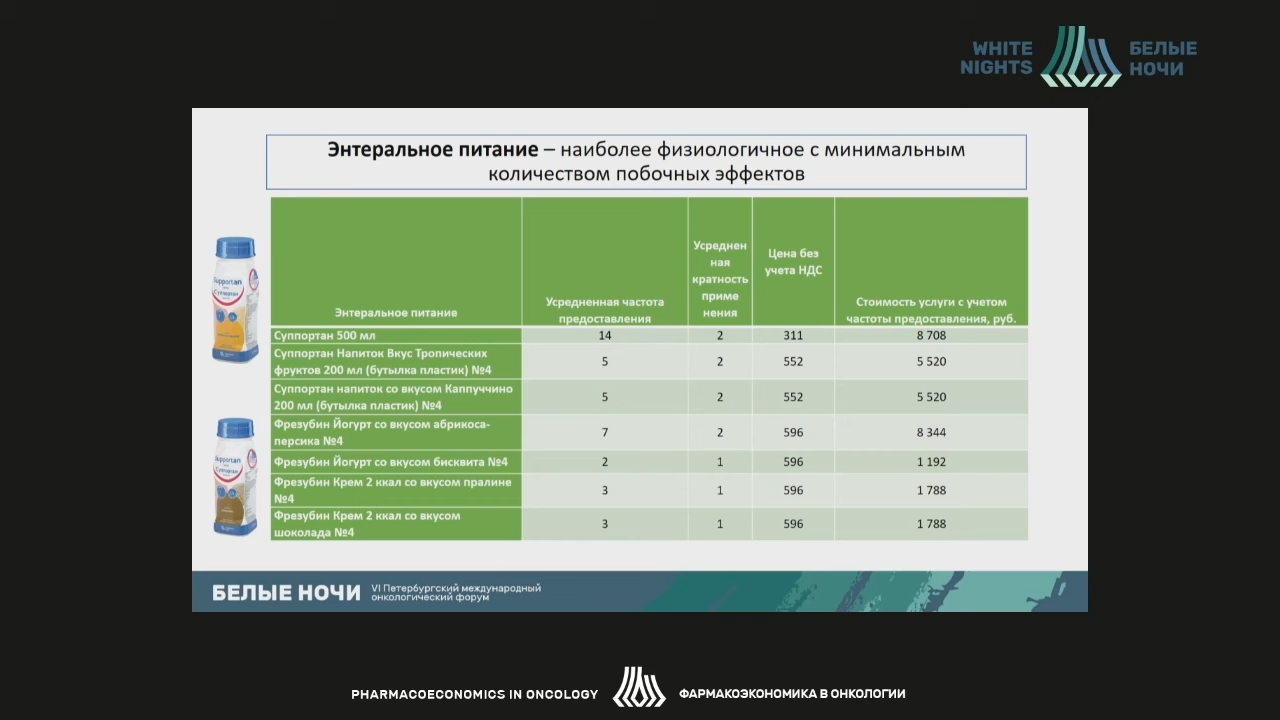 WHITE
NIGHTS
БЕЛЫЕ
НОЧИ
Энтеральное питание – наиболее физиологичное с минимальным
количеством побочных эффектов
Энтеральное питание
Усредненная частота
предоставления
Усреднен
ная
кратность
приме
нения
Цена без
учета НДС
Стоимость услуги с учетом
частоты предоставления, руб.
Суппортан 500 мл
14
2
311
8 708
Суппортан Напиток Вкус Тропических
фруктов 200 мл (бутылка пластик) №4
5
2
552
5 520
Суппортан напиток со вкусом Каппуччино
200 мл (бутылка пластик) №4
5
2
552
5 520
Фрезубин Йогурт со вкусом абрикоса-
персика №4
7
2
596
8 344
Фрезубин Йогурт со вкусом бисквита №4
2
1
596
1 192
Фрезубин Крем 2 ккал со вкусом пралине
№4
3
1
596
1 788
Фрезубин Крем 2 ккал со вкусом
шоколада №4
3
1
596
1 788
Supportan
Суппортан
Supportan
Суппортан
БЕЛЫЕ НОЧИ
VI Петербургский международный
онкологический форум
PHARMACOECONOMICS IN ONCOLOGY
ФАРМАКОЭКОНОМИКА В ОНКОЛОГИИ